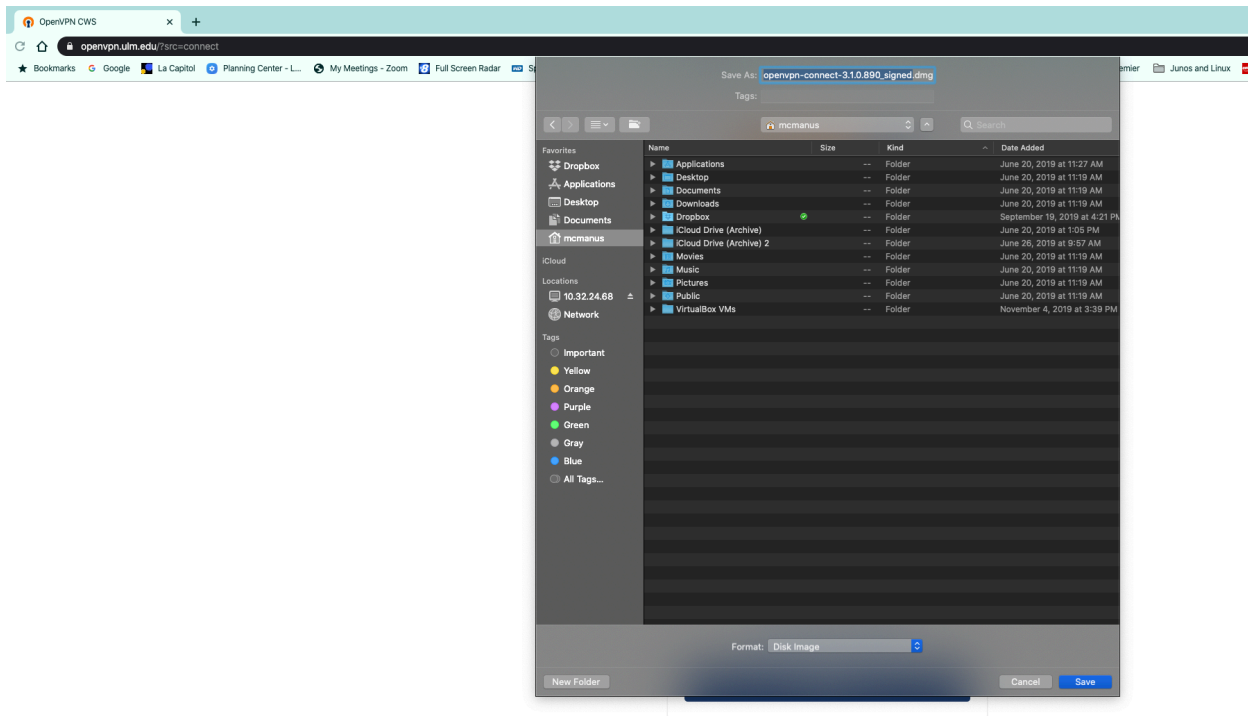 OpenVPN CWS
openvpn.ulm.edu/?src=connect
Bookmarks Google La Capitol Planning Center - L... My Meetings - Zoom Full Screen Radar Sp emier Junos and Linux
Save As: openvpn-connect-3.1.0.890_signed.dmg
Tags:
mcmanus Search
Favorites
Dropbox
Applications
Desktop
Documents
mcmanus
iCloud
Locations
10.32.24.68
Network
Tags
Important
Yellow
Orange
Purple
Green
Gray
Blue
All Tags...
Name Size Kind Date Added
Applications -- Folder June 20, 2019 at 11:27 AM
Desktop -- Folder June 20, 2019 at 11:19 AM
Documents -- Folder June 20, 2019 at 11:19 AM
Downloads -- Folder June 20, 2019 at 11:19 AM
Dropbox -- Folder September 19, 2019 at 4:21 PM
iCloud Drive (Archive) -- Folder June 20, 2019 at 1:05 PM
iCloud Drive (Archive) 2 -- Folder June 26, 2019 at 9:57 AM
Movies -- Folder June 20, 2019 at 11:19 AM
Music -- Folder June 20, 2019 at 11:19 AM
Pictures -- Folder June 20, 2019 at 11:19 AM
Public -- Folder June 20, 2019 at 11:19 AM
VirtualBox VMs -- Folder November 4, 2019 at 3:39 PM
Format: Disk Image
New Folder Cancel Save